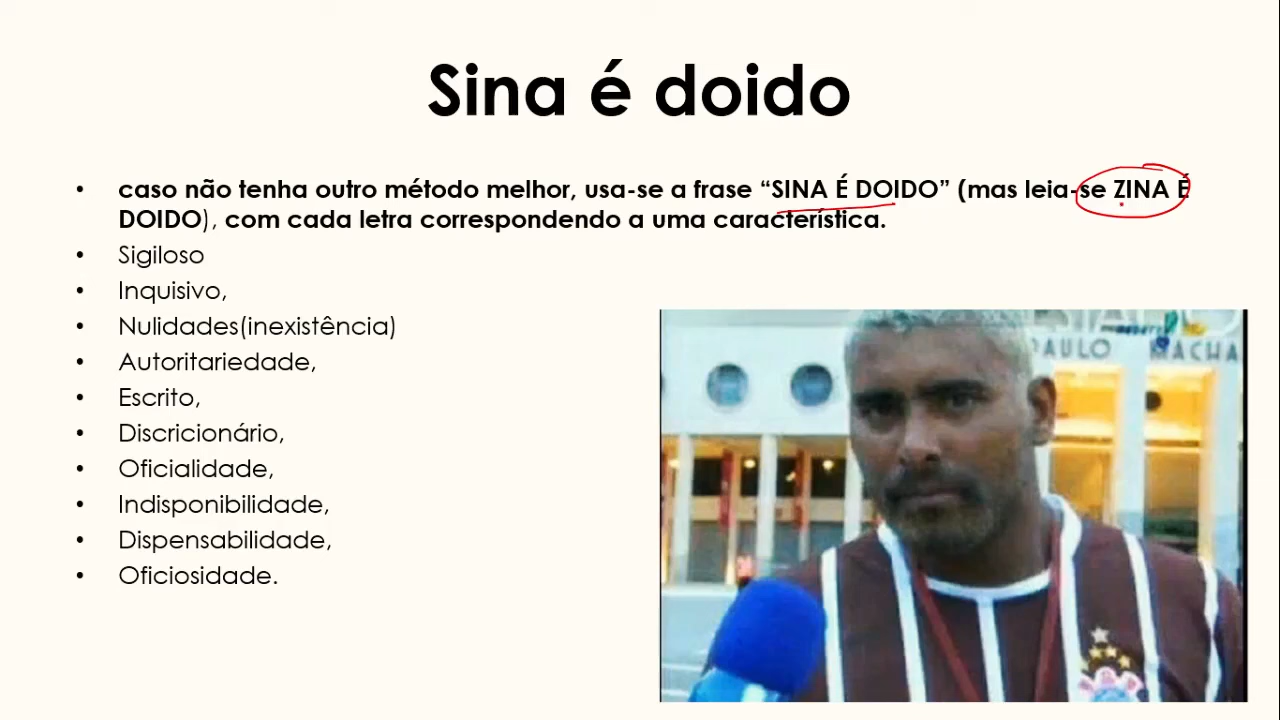 Sina é doido
• caso não tenha outro método melhor, usa-se a frase “SINA É DOIDO” (mas leia-se ZINA É
DOIDO), com cada letra correspondendo a uma característica.
• Sigiloso
• Inquisivo,
• Nulidades(inexistência)
• Autoritariedade,
• Escrito,
• Discricionário,
• Oficialidade,
• Indisponibilidade,
• Dispensabilidade,
• Oficiosidade.
PAULO MACHA